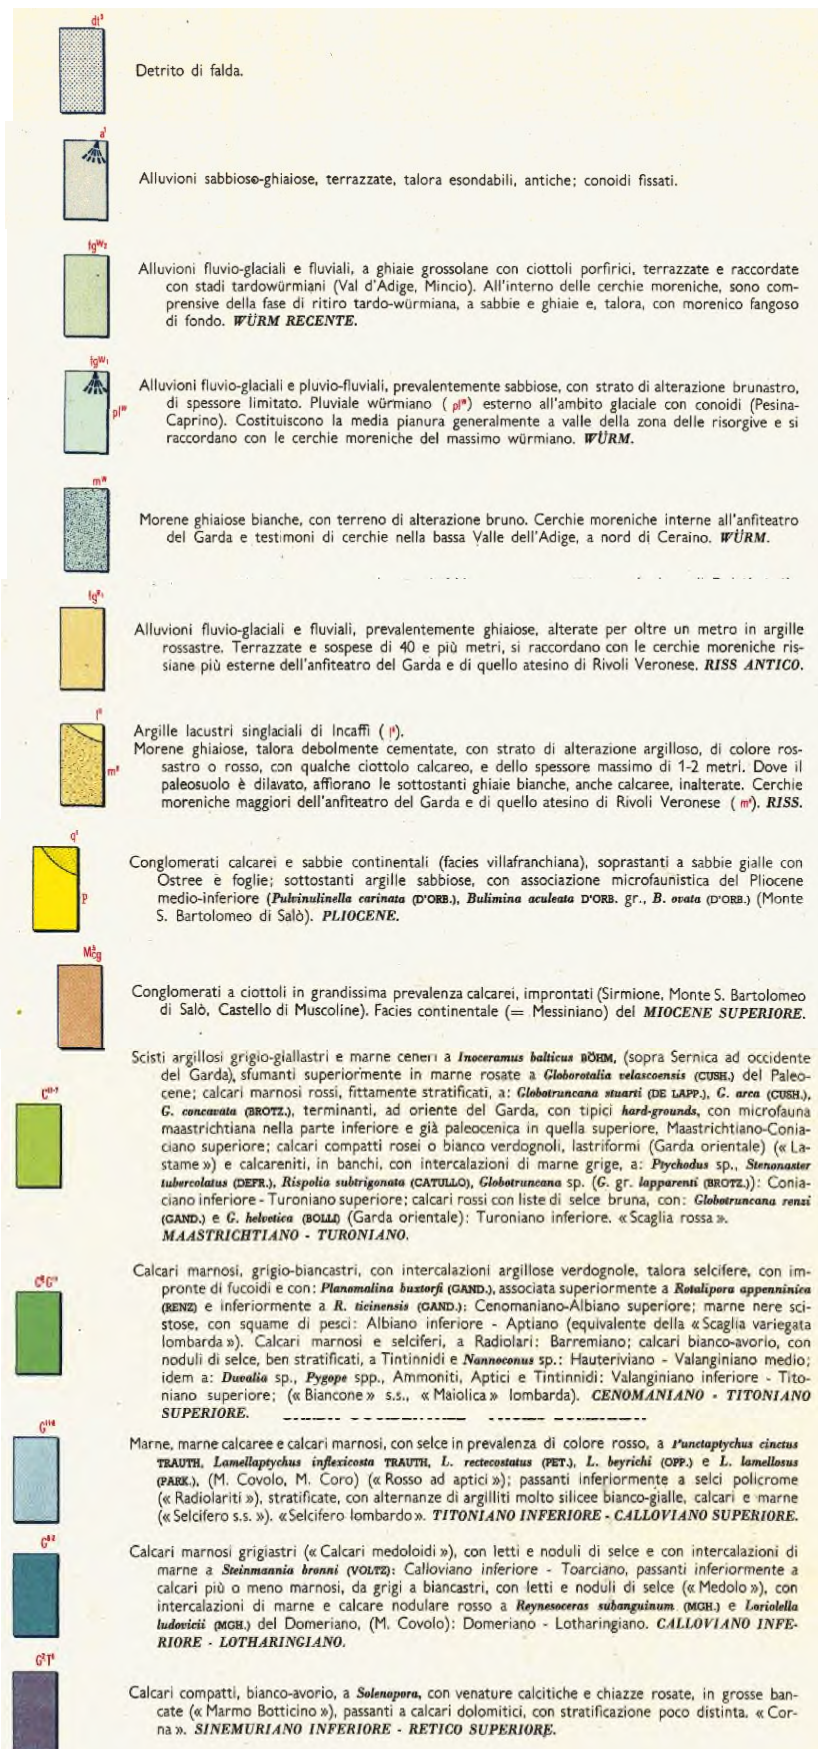 dt³
Detrito di falda.
a¹
Alluvioni sabbioso-ghiaiose, terrazzate, talora esondabili, antiche; conoidi fissati.
fgW₂
Alluvioni fluvio-glaciali e fluviali, a ghiaie grossolane con ciottoli porfirici, terrazzate e raccordate
con stadi tardowürmiani (Val d'Adige, Mincio). All'interno delle cerchie moreniche, sono com-
prensive della fase di ritiro tardo-würmiana, a sabbie e ghiaie e, talora, con morenico fangoso
di fondo. WÜRM RECENTE.
fgW₁
Alluvioni fluvio-glaciali e pluvio-fluviali, prevalentemente sabbiose, con strato di alterazione brunastro,
plW
di spessore limitato. Pluviale würmiano ( plW) esterno all'ambito glaciale con conoidi (Pesina-
Caprino). Costituiscono la media pianura generalmente a valle della zona delle risorgive e si
raccordano con le cerchie moreniche del massimo würmiano. WÜRM.
mW
Morene ghiaiose bianche, con terreno di alterazione bruno. Cerchie moreniche interne all'anfiteatro
del Garda e testimoni di cerchie nella bassa Valle dell'Adige, a nord di Ceraino. WÜRM.
fgR₁
Alluvioni fluvio-glaciali e fluviali, prevalentemente ghiaiose, alterate per oltre un metro in argille
rossastre. Terrazzate e sospese di 40 e più metri, si raccordano con le cerchie moreniche ris-
siane più esterne dell'anfiteatro del Garda e di quello atesino di Rivoli Veronese. RISS ANTICO.
lR
Argille lacustri singlaciali di Incaffi ( lR).
Morene ghiaiose, talora debolmente cementate, con strato di alterazione argilloso, di colore ros-
mR
sastro o rosso, con qualche ciottolo calcareo, e dello spessore massimo di 1-2 metri. Dove il
paleosuolo è dilavato, affiorano le sottostanti ghiaie bianche, anche calcaree, inalterate. Cerchie
moreniche maggiori dell'anfiteatro del Garda e di quello atesino di Rivoli Veronese ( mR). RISS.
q¹
Conglomerati calcarei e sabbie continentali (facies villafranchiana), soprastanti a sabbie gialle con
Ostree e foglie; sottostanti argille sabbiose, con associazione microfaunistica del Pliocene
P
medio-inferiore (Pulvinulinella carinata (D'ORB.), Bulimina aculeata D'ORB. gr., B. ovata (D'ORB.) (Monte
S. Bartolomeo di Salò). PLIOCENE.
M⁵cg
Conglomerati a ciottoli in grandissima prevalenza calcarei, improntati (Sirmione, Monte S. Bartolomeo
di Salò, Castello di Muscoline). Facies continentale (= Messiniano) del MIOCENE SUPERIORE.
Scisti argillosi grigio-giallastri e marne ceneri a Inoceramus balticus BÖHM, (sopra Sernica ad occidente
del Garda), sfumanti superiormente in marne rosate a Globorotalia velascoensis (CUSH.) del Paleo-
C¹¹⁻⁷
cene; calcari marnosi rossi, fittamente stratificati, a: Globotruncana stuarti (DE LAPP.), G. arca (CUSH.),
G. concavata (BROTZ.), terminanti, ad oriente del Garda, con tipici hard-grounds, con microfauna
maastrichtiana nella parte inferiore e già paleocenica in quella superiore, Maastrichtiano-Conia-
ciano superiore; calcari compatti rosei o bianco verdognoli, lastriformi (Garda orientale) (« La-
stame ») e calcareniti, in banchi, con intercalazioni di marne grige, a: Ptychodus sp., Stenonaster
tubercolatus (DEFR.), Rispolia subtrigonata (CATULLO), Globotruncana sp. (G. gr. lapparenti (BROTZ.)): Conia-
ciano inferiore - Turoniano superiore; calcari rossi con liste di selce bruna, con: Globotruncana renzi
(GAND.) e G. helvetica (BOLLI) (Garda orientale): Turoniano inferiore. « Scaglia rossa ».
MAASTRICHTIANO - TURONIANO.
Calcari marnosi, grigio-biancastri, con intercalazioni argillose verdognole, talora selcifere, con im-
C⁶G¹¹
pronte di fucoidi e con: Planomalina buxtorfi (GAND.), associata superiormente a Rotalipora appenninica
(RENZ) e inferiormente a R. ticinensis (GAND.): Cenomaniano-Albiano superiore; marne nere sci-
stose, con squame di pesci: Albiano inferiore - Aptiano (equivalente della « Scaglia variegata
lombarda »). Calcari marnosi e selciferi, a Radiolari: Barremiano; calcari bianco-avorio, con
noduli di selce, ben stratificati, a Tintinnidi e Nannoconus sp.: Hauteriviano - Valanginiano medio;
idem a: Duvalia sp., Pygope spp., Ammoniti, Aptici e Tintinnidi: Valanginiano inferiore - Tito-
niano superiore; (« Biancone » s.s., « Maiolica » lombarda). CENOMANIANO - TITONIANO
SUPERIORE.
G¹¹⁻⁸
Marne, marne calcaree e calcari marnosi, con selce in prevalenza di colore rosso, a Punctaptychus cinctus
TRAUTH, Lamellaptychus inflexicosta TRAUTH, L. rectecostatus (PET.), L. beyrichi (OPP.) e L. lamellosus
(PARK.), (M. Covolo, M. Coro) (« Rosso ad aptici »); passanti inferiormente a selci policrome
(« Radiolariti »), stratificate, con alternanze di argilliti molto silicee bianco-gialle, calcari e marne
(« Selcifero s.s. »). «Selcifero lombardo ». TITONIANO INFERIORE - CALLOVIANO SUPERIORE.
G⁸⁻²
Calcari marnosi grigiastri (« Calcari medoloidi »), con letti e noduli di selce e con intercalazioni di
marne a Steinmannia bronni (VOLTZ): Calloviano inferiore - Toarciano, passanti inferiormente a
calcari più o meno marnosi, da grigi a biancastri, con letti e noduli di selce (« Medolo »), con
intercalazioni di marne e calcare nodulare rosso a Reynesoceras subanguinum (MGH.) e Loriolella
ludovicii (MGH.) del Domeriano, (M. Covolo): Domeriano - Lotharingiano. CALLOVIANO INFE-
RIORE - LOTHARINGIANO.
G²T⁶
Calcari compatti, bianco-avorio, a Solenopora, con venature calcitiche e chiazze rosate, in grosse ban-
cate (« Marmo Botticino »), passanti a calcari dolomitici, con stratificazione poco distinta. « Cor-
na ». SINEMURIANO INFERIORE - RETICO SUPERIORE.